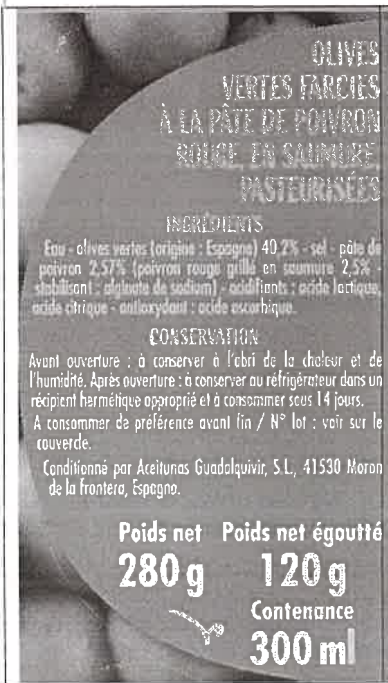 OLIVES
VERTES FARCIES
À LA PÂTE DE POIVRON
ROUGE, EN SAUMURE,
PASTEURISÉES
INGRÉDIENTS
Eau - olives vertes (origine : Espagne) 40,2% - sel - pâte de
poivron 2,57% (poivron rouge grillé en saumure 2,5% -
stabilisant : alginate de sodium) - acidifiants : acide lactique,
acide citrique - antioxydant : acide ascorbique.
CONSERVATION
Avant ouverture : à conserver à l'abri de la chaleur et de
l'humidité. Après ouverture : à conserver au réfrigérateur dans un
récipient hermétique approprié et à consommer sous 14 jours.
A consommer de préférence avant fin / N° lot : voir sur le
couvercle.
Conditionné par Aceitunas Guadalquivir, S.L., 41530 Moron
de la frontera, Espagne.
Poids net Poids net égoutté
280 g 120 g
Contenance
300 ml